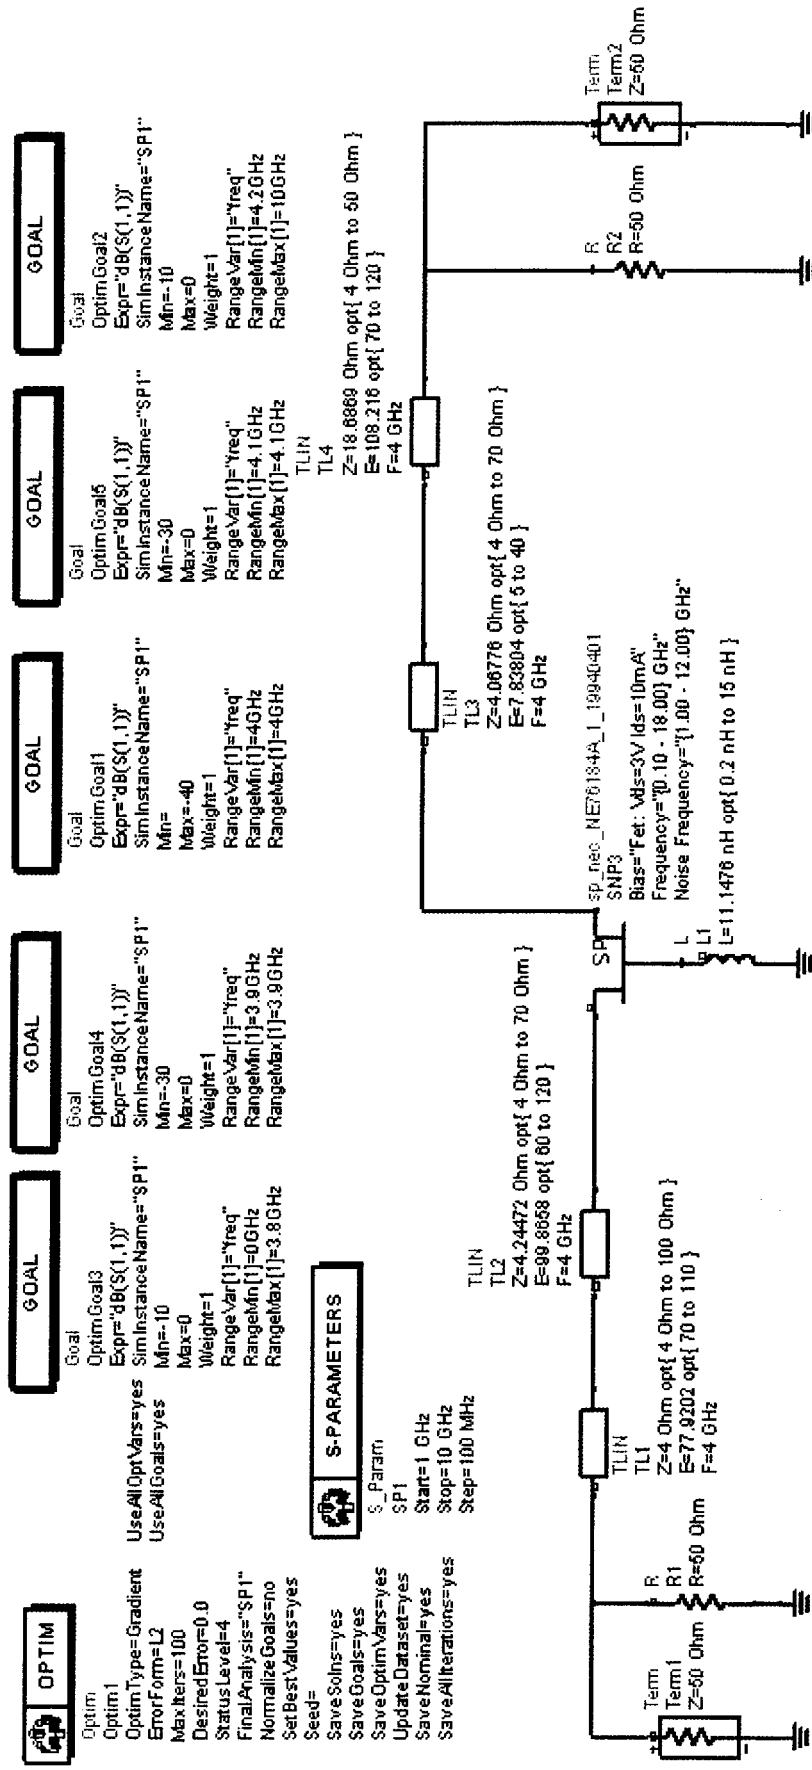 OPTIM
Optim
Optim1
OptimType=Gradient
ErrorForm=L2
MaxIters=100
DesiredError=0.0
StatusLevel=4
FinalAnalysis="SP1"
NormalizeGoals=no
SetBestValues=yes
Seed=
SaveSolns=yes
SaveGoals=yes
SaveOptimVars=yes
UpdateDataset=yes
SaveNominal=yes
SaveAllIterations=yes
UseAllOptVars=yes
UseAllGoals=yes
GOAL
Goal
OptimGoal3
Expr="dB(S(1,1))"
SimInstanceName="SP1"
Min=-10
Max=0
Weight=1
RangeVar[1]="freq"
RangeMin[1]=0GHz
RangeMax[1]=3.8GHz
GOAL
Goal
OptimGoal4
Expr="dB(S(1,1))"
SimInstanceName="SP1"
Min=-30
Max=0
Weight=1
RangeVar[1]="freq"
RangeMin[1]=3.9GHz
RangeMax[1]=3.9GHz
GOAL
Goal
OptimGoal1
Expr="dB(S(1,1))"
SimInstanceName="SP1"
Min=
Max=-40
Weight=1
RangeVar[1]="freq"
RangeMin[1]=4GHz
RangeMax[1]=4GHz
GOAL
Goal
OptimGoal5
Expr="dB(S(1,1))"
SimInstanceName="SP1"
Min=-30
Max=0
Weight=1
RangeVar[1]="freq"
RangeMin[1]=4.1GHz
RangeMax[1]=4.1GHz
GOAL
Goal
OptimGoal2
Expr="dB(S(1,1))"
SimInstanceName="SP1"
Min=-10
Max=0
Weight=1
RangeVar[1]="freq"
RangeMin[1]=4.2GHz
RangeMax[1]=10GHz
S-PARAMETERS
S_Param
SP1
Start=1 GHz
Stop=10 GHz
Step=100 MHz
TLIN
TL4
Z=18.6869 Ohm opt{ 4 Ohm to 50 Ohm }
E=108.216 opt{ 70 to 120 }
F=4 GHz
TLIN
TL3
Z=4.06776 Ohm opt{ 4 Ohm to 70 Ohm }
E=7.83804 opt{ 5 to 40 }
F=4 GHz
TLIN
TL2
Z=4.24472 Ohm opt{ 4 Ohm to 70 Ohm }
E=99.8658 opt{ 60 to 120 }
F=4 GHz
TLIN
TL1
Z=4 Ohm opt{ 4 Ohm to 100 Ohm }
E=77.9202 opt{ 70 to 110 }
F=4 GHz
SP
sp_nec_NE76184A_1_19940401
SNP3
Bias="Fet: Vds=3V Ids=10mA"
Frequency="{0.10 - 18.00} GHz"
Noise Frequency="{1.00 - 12.00} GHz"
L
L1
L=11.1476 nH opt{ 0.2 nH to 15 nH }
Term
Term1
Z=50 Ohm
R
R1
R=50 Ohm
R
R2
R=50 Ohm
Term
Term2
Z=50 Ohm